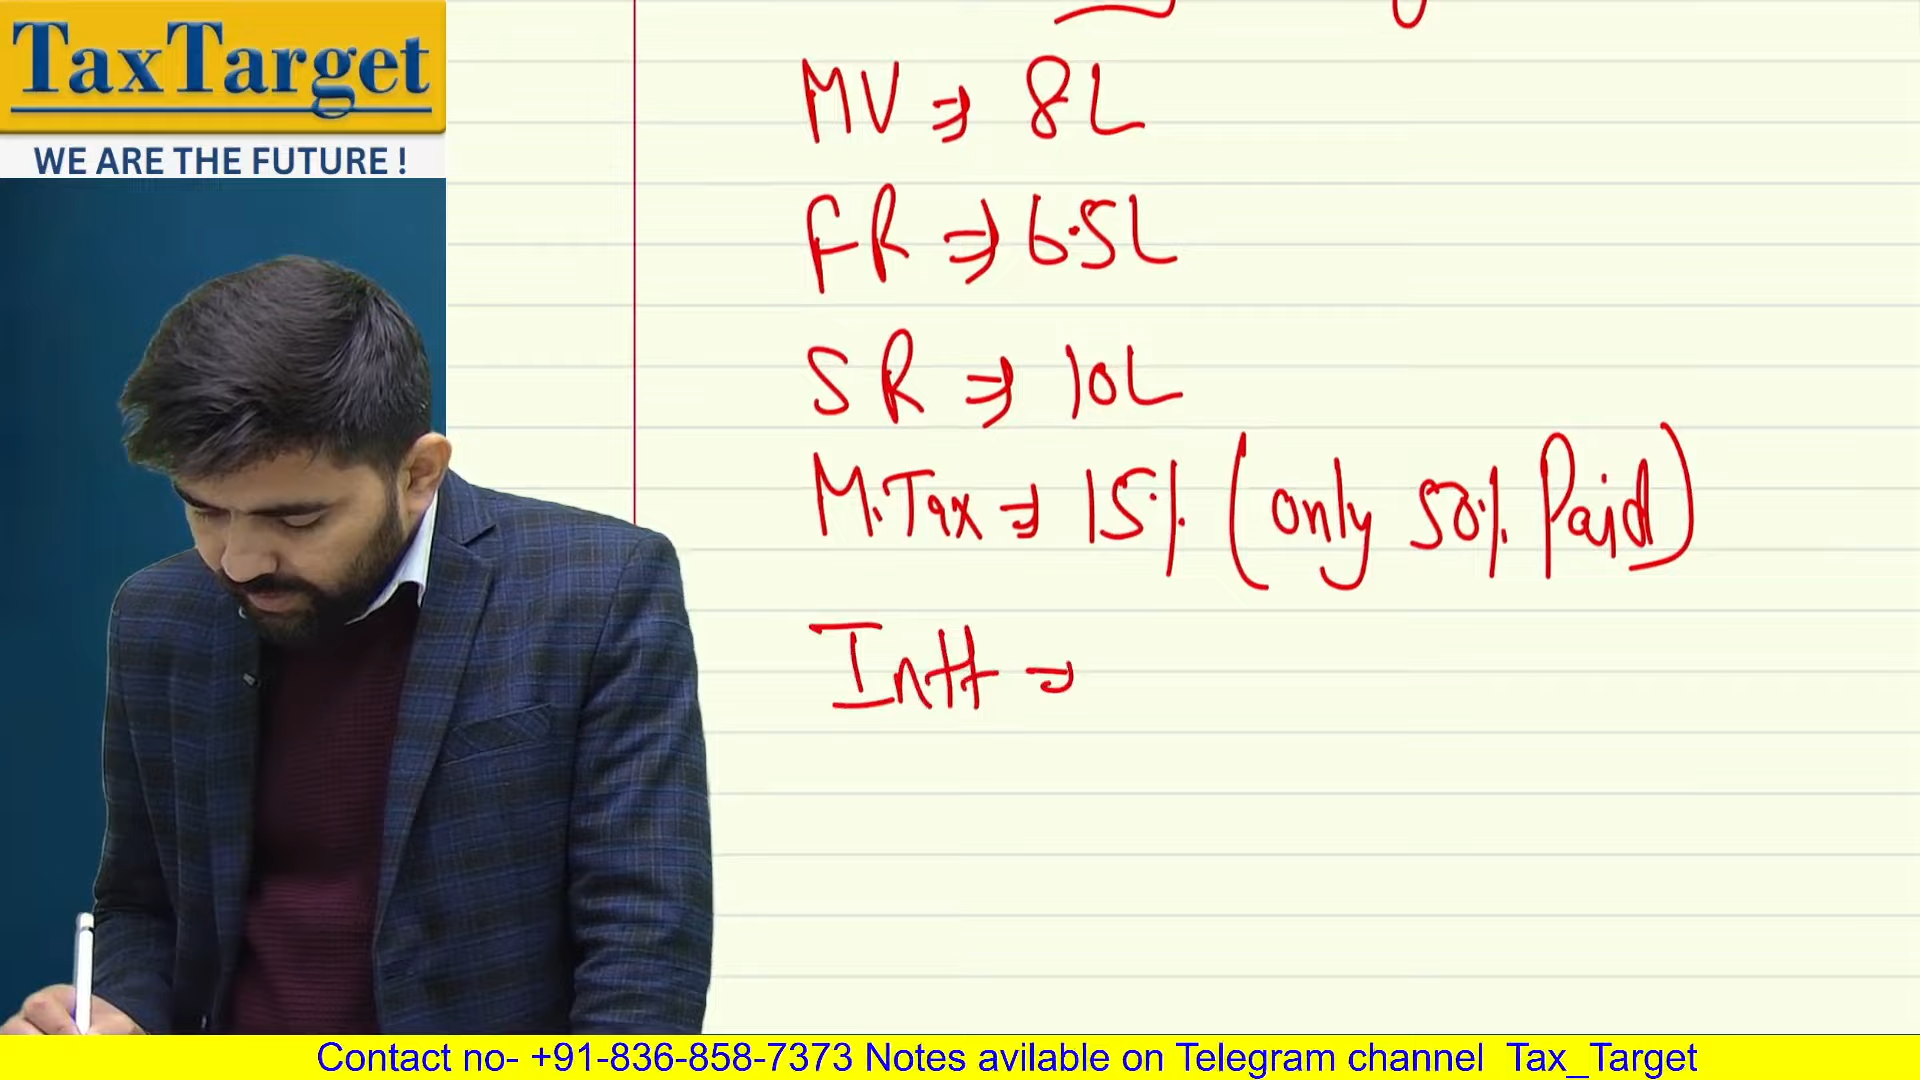 TaxTarget
WE ARE THE FUTURE !
MV ⇒ 8L
FR ⇒ 6.5L
SR ⇒ 10L
M.Tax ⇒ 15% (only 50% Paid)
Intt ⇒
Contact no- +91-836-858-7373 Notes avilable on Telegram channel Tax_Target